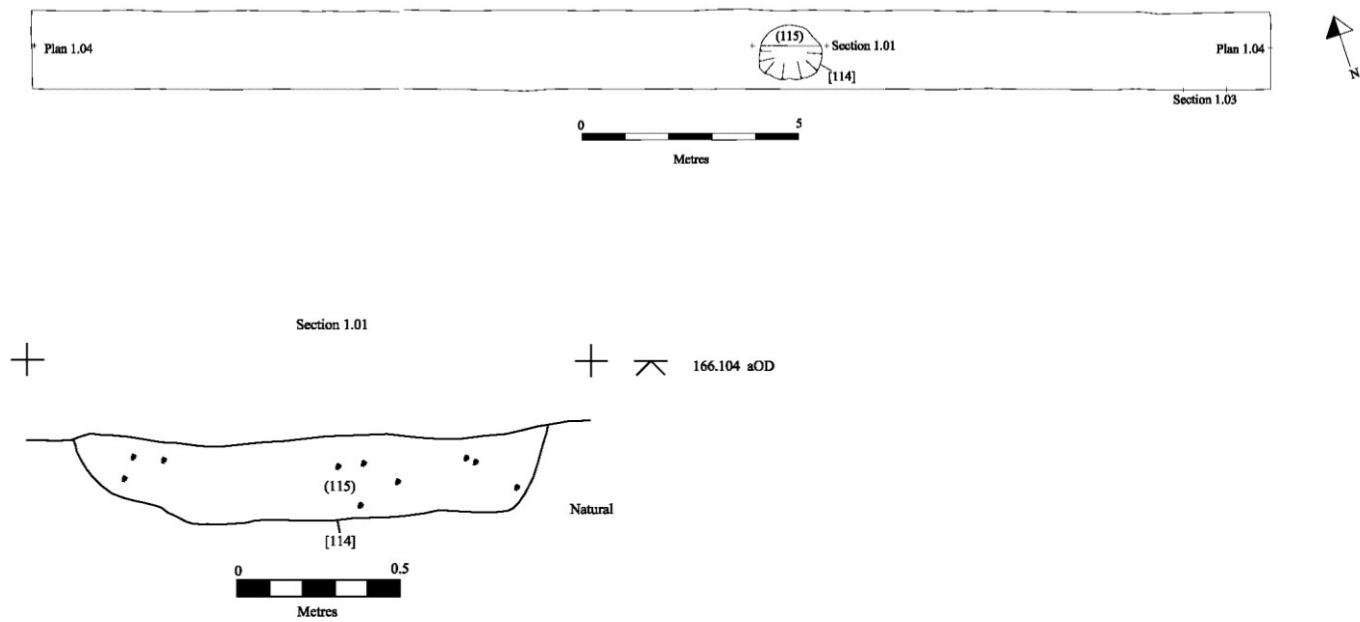 Plan 1.04
(115)
Section 1.01
[114]
Plan 1.04
Section 1.03
N
0 5
Metres
Section 1.01
166.104 aOD
(115)
Natural
[114]
0 0.5
Metres